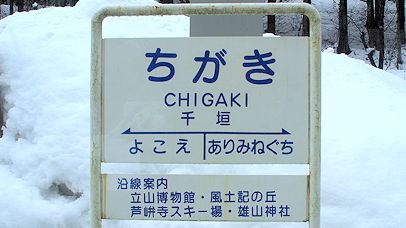 ちがき
CHIGAKI
千垣
よこえ ありみねぐち
沿線案内
立山博物館・風土記の丘
芦峅寺スキー場・雄山神社